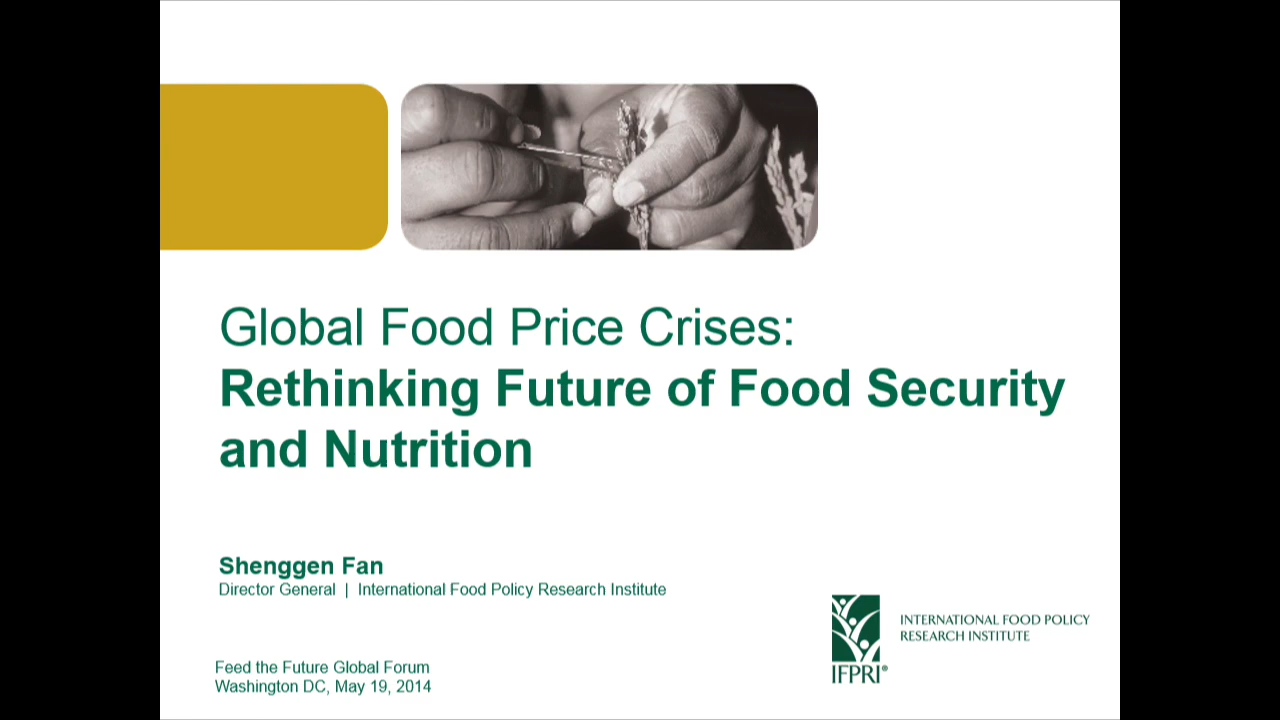 Global Food Price Crises:
Rethinking Future of Food Security
and Nutrition
Shenggen Fan
Director General | International Food Policy Research Institute
INTERNATIONAL FOOD POLICY
RESEARCH INSTITUTE
IFPRI®
Feed the Future Global Forum
Washington DC, May 19, 2014